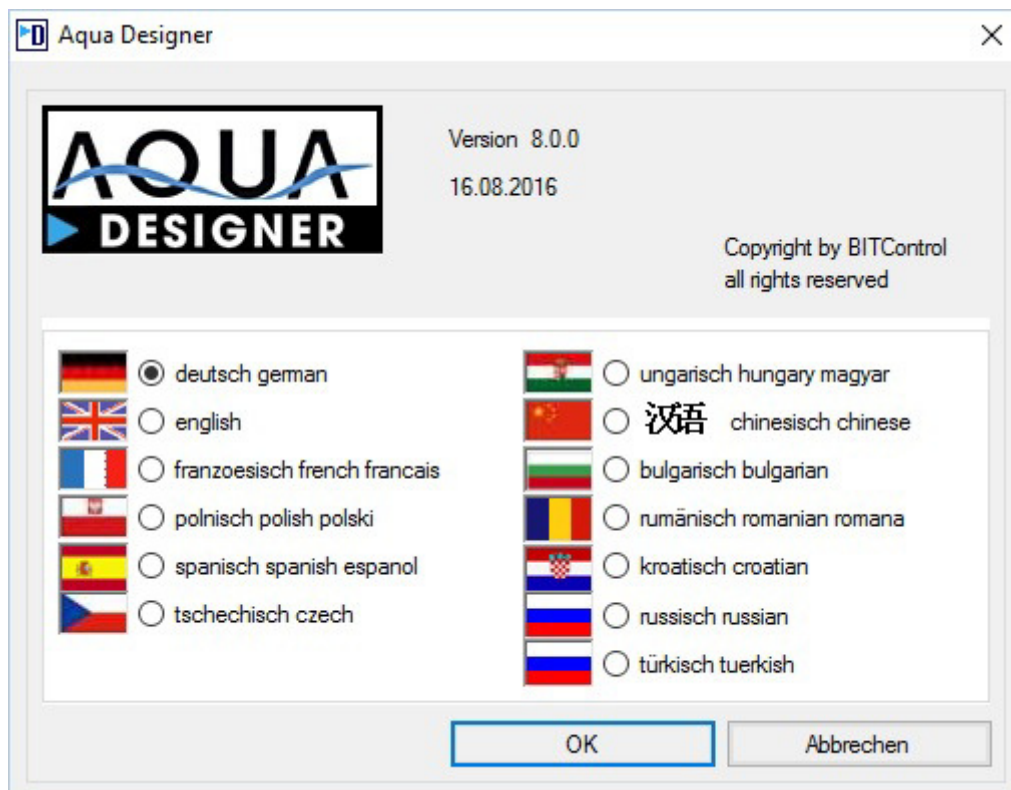 Aqua Designer
AQUA
DESIGNER
Version 8.0.0
16.08.2016
Copyright by BITControl
all rights reserved
deutsch german
english
franzoesisch french francais
polnisch polish polski
spanisch spanish espanol
tschechisch czech
ungarisch hungary magyar
汉语 chinesisch chinese
bulgarisch bulgarian
rumänisch romanian romana
kroatisch croatian
russisch russian
türkisch tuerkish
OK
Abbrechen